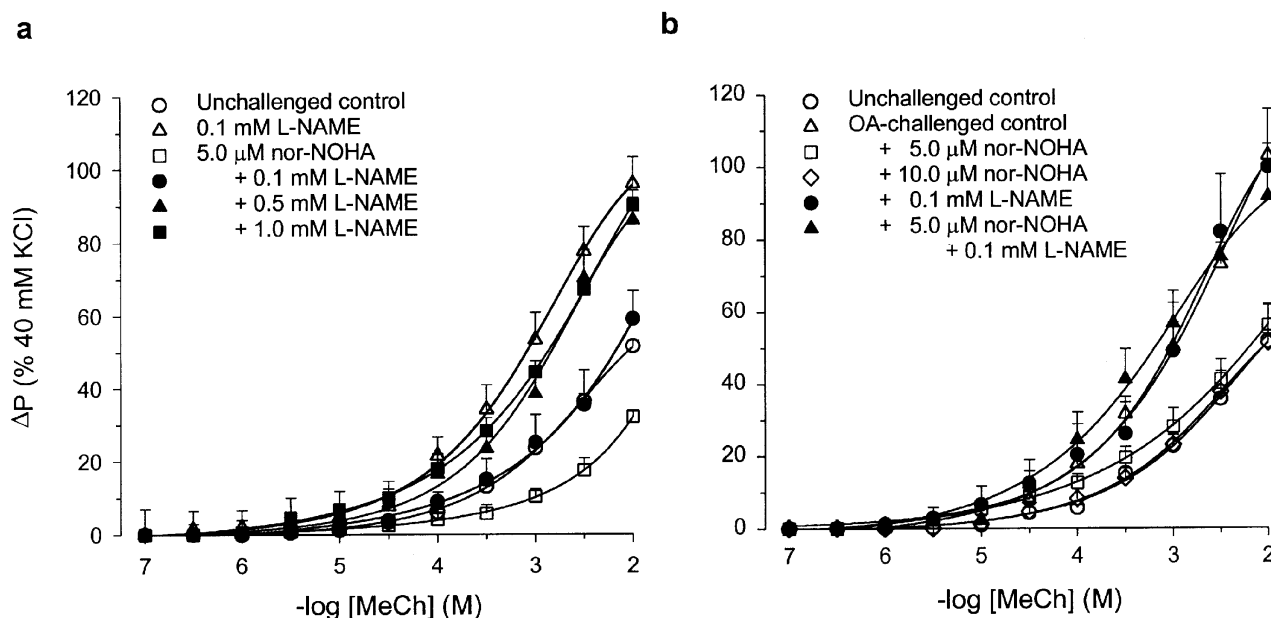 a
120
100
80
60
40
20
0
ΔP (% 40 mM KCl)
Unchallenged control
0.1 mM L-NAME
5.0 μM nor-NOHA
+ 0.1 mM L-NAME
+ 0.5 mM L-NAME
+ 1.0 mM L-NAME
7 6 5 4 3 2
-log [MeCh] (M)
b
120
100
80
60
40
20
0
Unchallenged control
OA-challenged control
+ 5.0 μM nor-NOHA
+ 10.0 μM nor-NOHA
+ 0.1 mM L-NAME
+ 5.0 μM nor-NOHA
+ 0.1 mM L-NAME
7 6 5 4 3 2
-log [MeCh] (M)